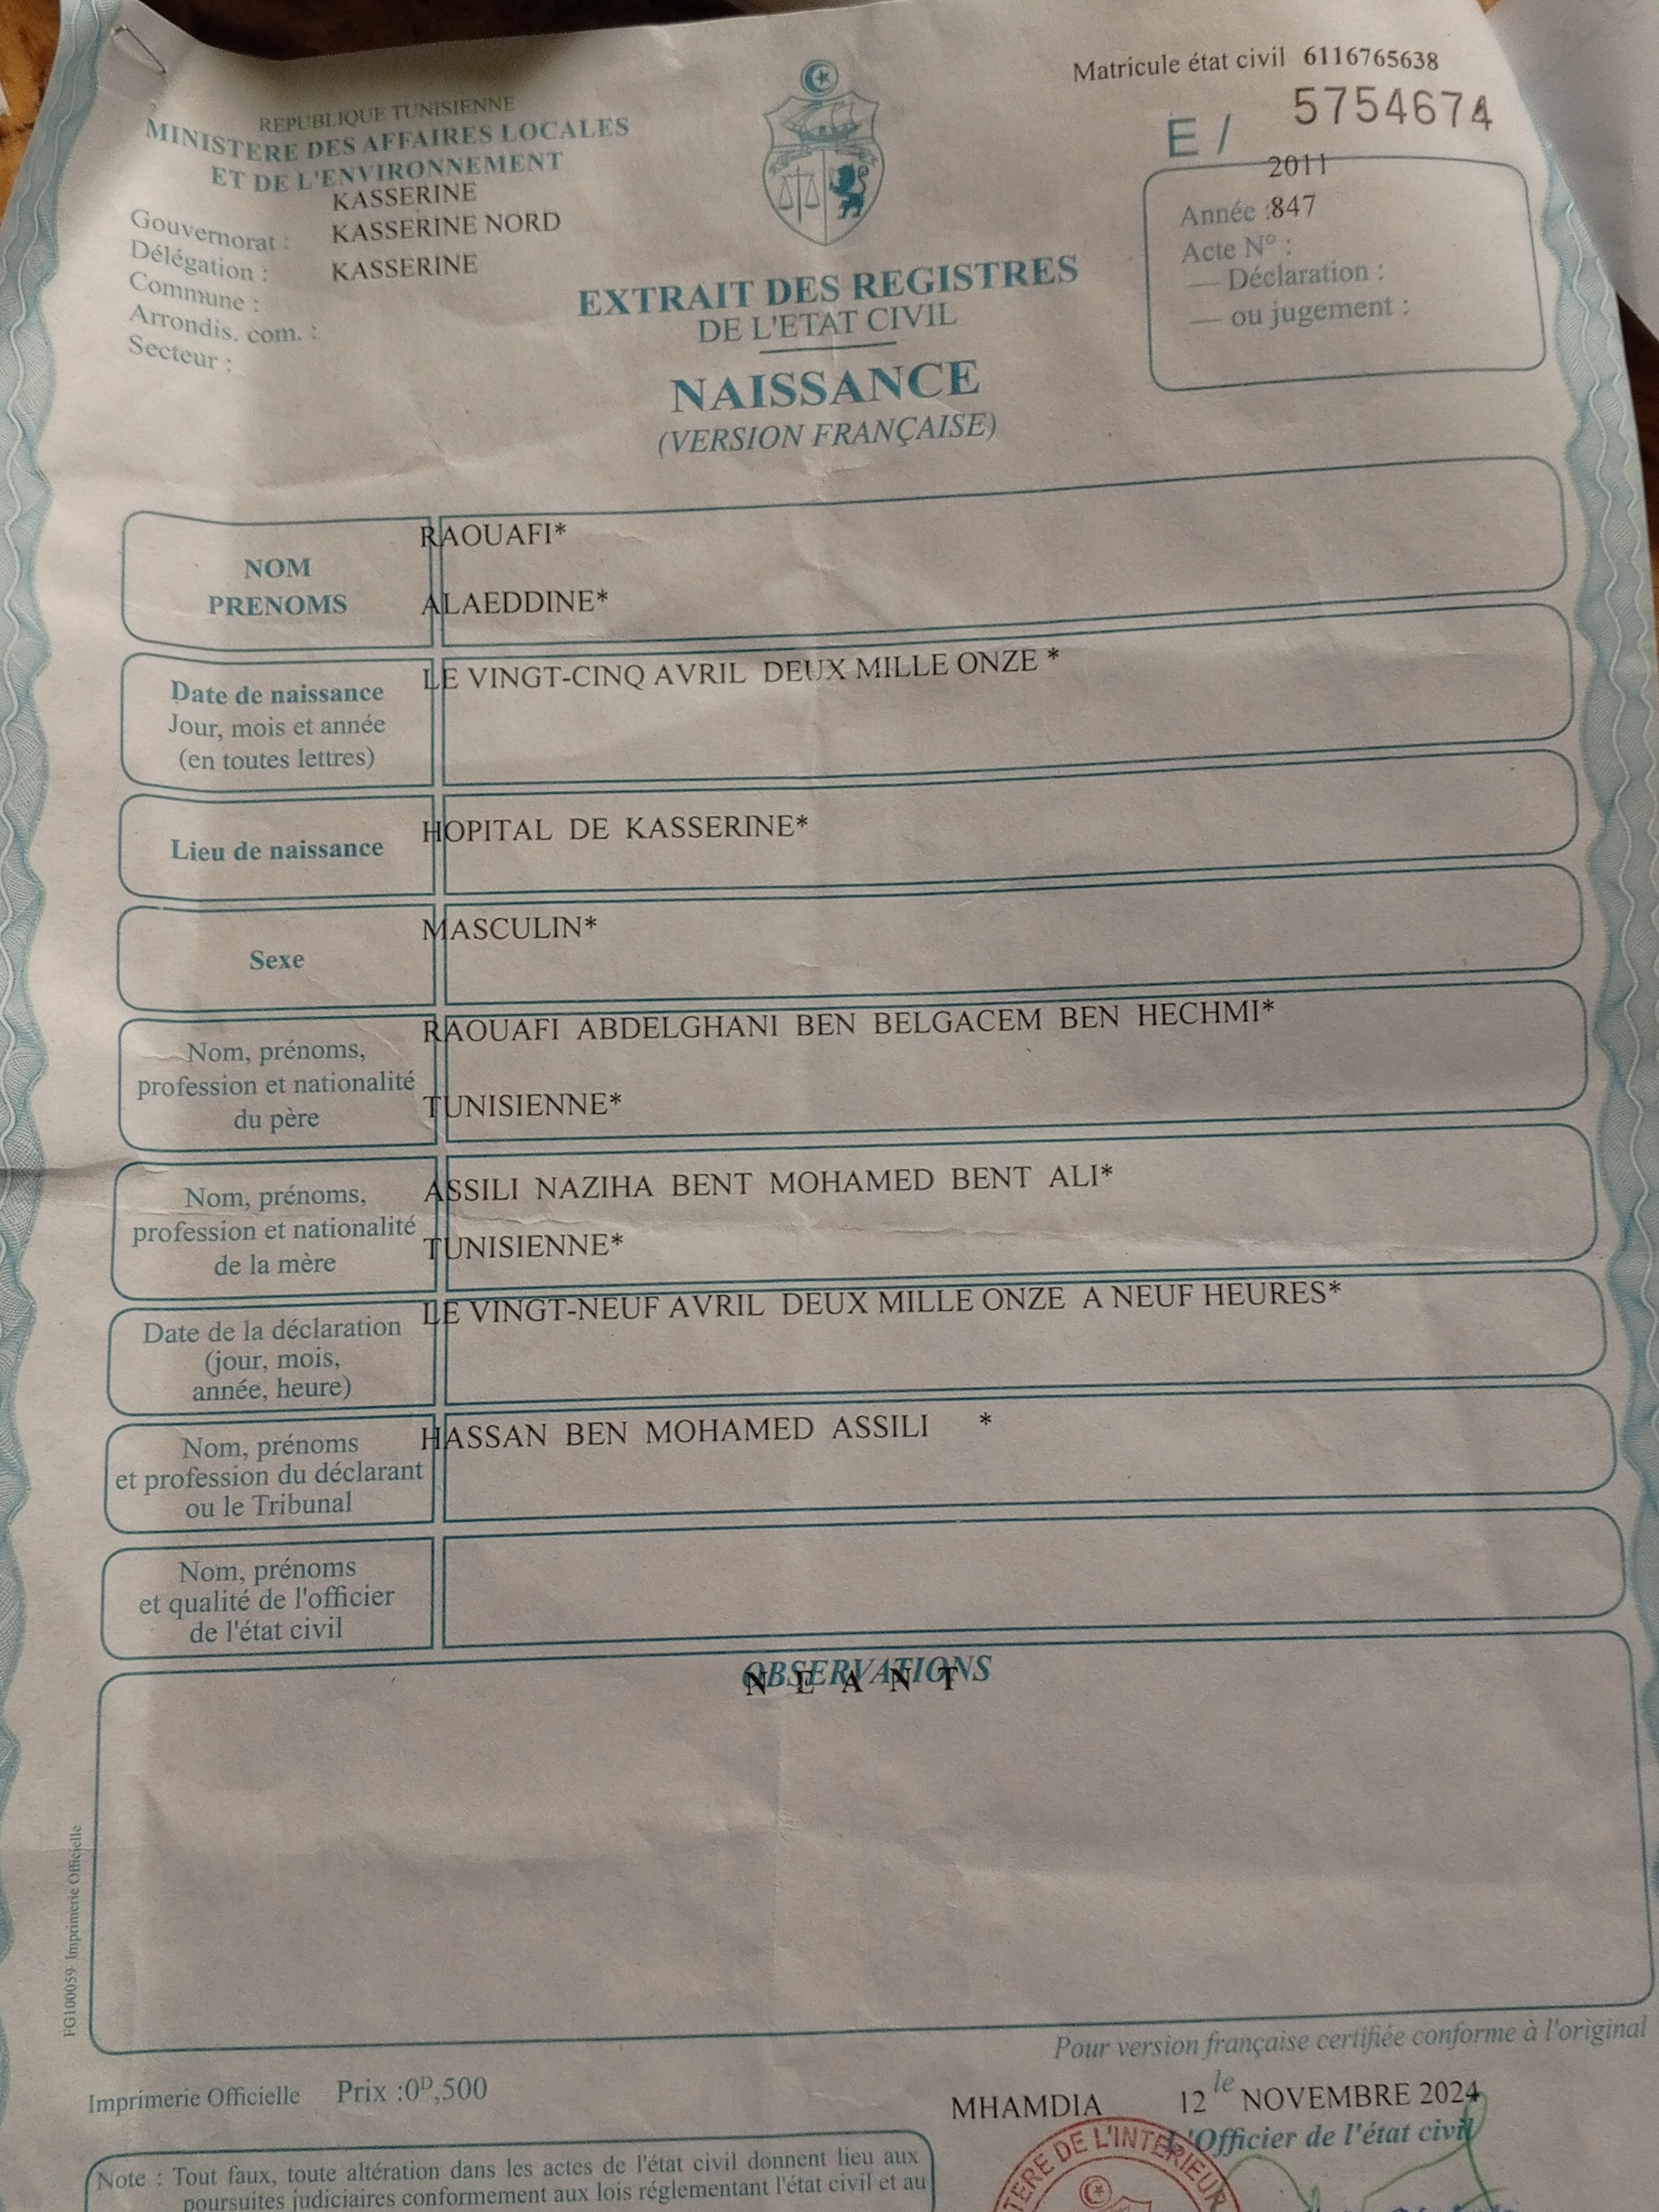 Matricule état civil 6116765638
E / 5754674
REPUBLIQUE TUNISIENNE
MINISTERE DES AFFAIRES LOCALES
ET DE L'ENVIRONNEMENT
KASSERINE
Gouvernorat : KASSERINE NORD
Délégation : KASSERINE
Commune :
Arrondis. com. :
Secteur :
2011
Année :847
Acte N° :
— Déclaration :
— ou jugement :
EXTRAIT DES REGISTRES
DE L'ETAT CIVIL
NAISSANCE
(VERSION FRANÇAISE)
NOM
PRENOMS
RAOUAFI*
ALAEDDINE*
Date de naissance
Jour, mois et année
(en toutes lettres)
LE VINGT-CINQ AVRIL DEUX MILLE ONZE *
Lieu de naissance
HOPITAL DE KASSERINE*
Sexe
MASCULIN*
Nom, prénoms,
profession et nationalité
du père
RAOUAFI ABDELGHANI BEN BELGACEM BEN HECHMI*
TUNISIENNE*
Nom, prénoms,
profession et nationalité
de la mère
ASSILI NAZIHA BENT MOHAMED BENT ALI*
TUNISIENNE*
Date de la déclaration
(jour, mois,
année, heure)
LE VINGT-NEUF AVRIL DEUX MILLE ONZE A NEUF HEURES*
Nom, prénoms
et profession du déclarant
ou le Tribunal
HASSAN BEN MOHAMED ASSILI *
Nom, prénoms
et qualité de l'officier
de l'état civil
OBSERVATIONS
N E A N T
FG100059 Imprimerie Officielle
Pour version française certifiée conforme à l'original
Imprimerie Officielle Prix :0ᴰ,500
MHAMDIA 12 le NOVEMBRE 2024
L'Officier de l'état civil
TERE DE L'INTERIEUR
Note : Tout faux, toute altération dans les actes de l'état civil donnent lieu aux
poursuites judiciaires conformement aux lois réglementant l'état civil et au